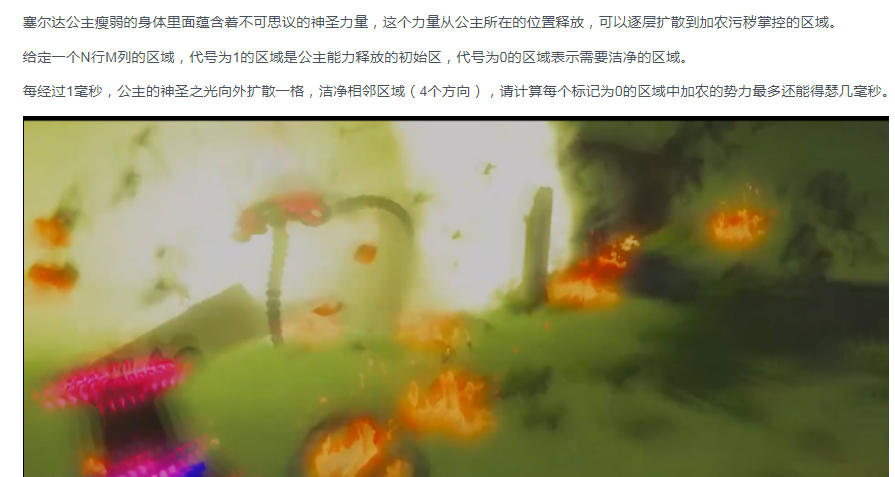 塞尔达公主瘦弱的身体里面蕴含着不可思议的神圣力量，这个力量从公主所在的位置释放，可以逐层扩散到加农污秽掌控的区域。
给定一个N行M列的区域，代号为1的区域是公主能力释放的初始区，代号为0的区域表示需要洁净的区域。
每经过1毫秒，公主的神圣之光向外扩散一格，洁净相邻区域（4个方向），请计算每个标记为0的区域中加农的势力最多还能得瑟几毫秒。